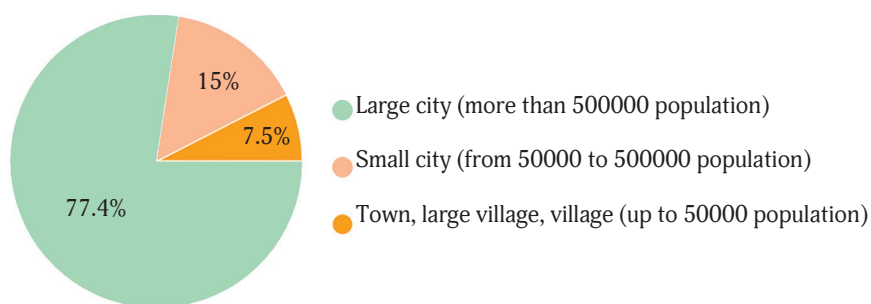 15%
7.5%
77.4%
Large city (more than 500000 population)
Small city (from 50000 to 500000 population)
Town, large village, village (up to 50000 population)